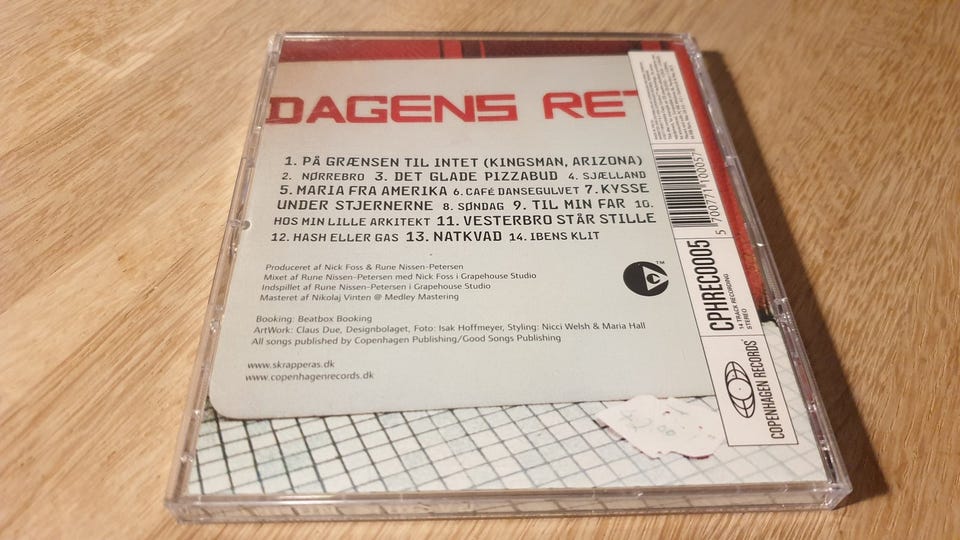 DAGENS RET
1. PÅ GRÆNSEN TIL INTET (KINGSMAN, ARIZONA)
2. NØRREBRO 3. DET GLADE PIZZABUD 4. SJÆLLAND
5. MARIA FRA AMERIKA 6. CAFÉ DANSEGULVET 7. KYSSE
UNDER STJERNERNE 8. SØNDAG 9. TIL MIN FAR 10.
HOS MIN LILLE ARKITEKT 11. VESTERBRO STÅR STILLE
12. HASH ELLER GAS 13. NATKVAD 14. IBENS KLIT
Produceret af Nick Foss & Rune Nissen-Petersen
Mixet af Rune Nissen-Petersen med Nick Foss i Grapehouse Studio
Indspillet af Rune Nissen-Petersen i Grapehouse Studio
Masteret af Nikolaj Vinten @ Medley Mastering
Booking: Beatbox Booking
ArtWork: Claus Due, Designbolaget, Foto: Isak Hoffmeyer, Styling: Nicci Welsh & Maria Hall
All songs published by Copenhagen Publishing/Good Songs Publishing
www.skrapperas.dk
www.copenhagenrecords.dk
TM
5 700771 100057
CPHREC0005
14 TRACK RECORDING
STEREO
COPENHAGEN RECORDS